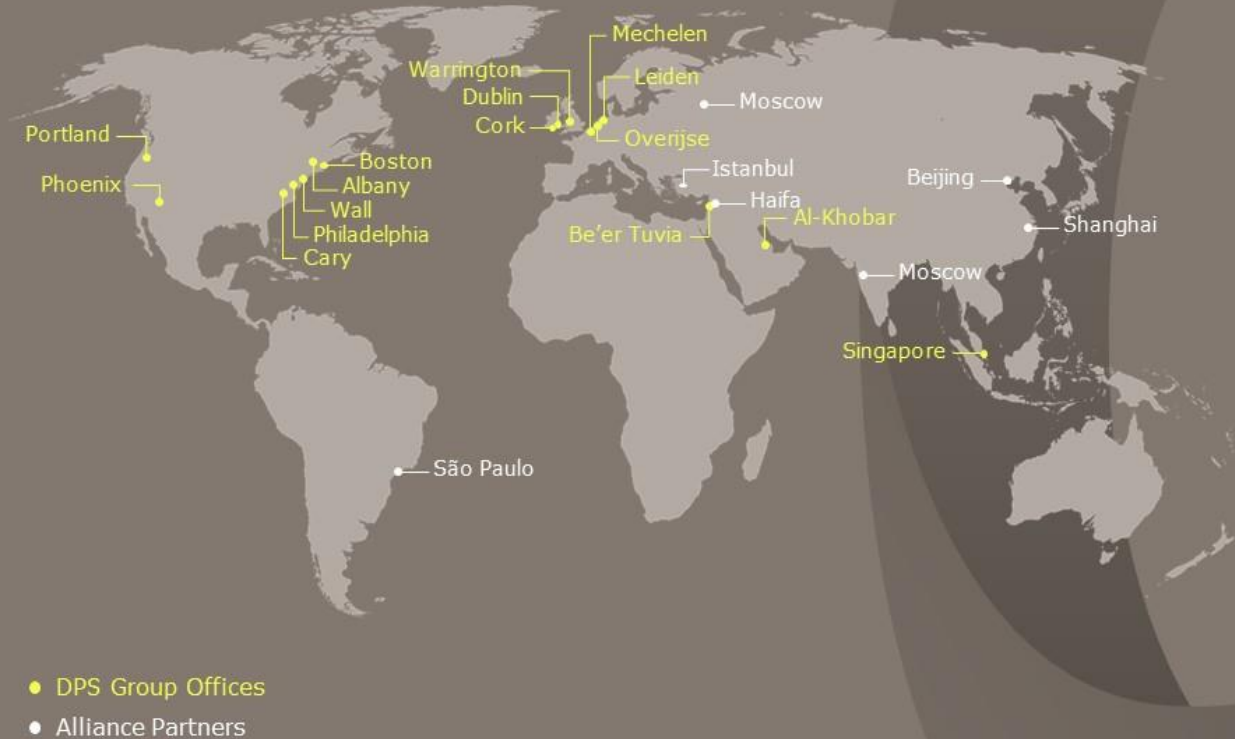 Mechelen
Warrington
Leiden
Dublin
Moscow
Cork
Overijse
Portland
Boston
Istanbul
Beijing
Phoenix
Albany
Haifa
Wall
Al-Khobar
Shanghai
Philadelphia
Be'er Tuvia
Cary
Moscow
Singapore
São Paulo
DPS Group Offices
Alliance Partners